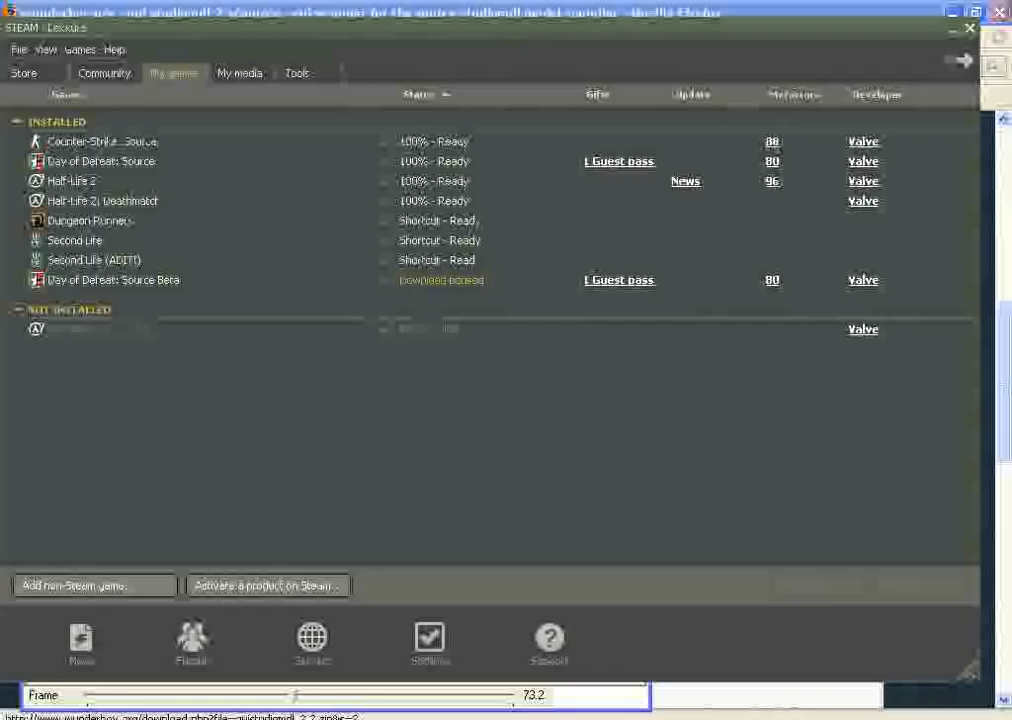 STEAM - Lexxuss
File View Games Help
Store Community My games My media Tools
Games Status Gifts Update Metascore Developer
INSTALLED
Counter-Strike: Source 100% - Ready 88 Valve
Day of Defeat: Source 100% - Ready 1 Guest pass 80 Valve
Half-Life 2 100% - Ready News 96 Valve
Half-Life 2: Deathmatch 100% - Ready Valve
Dungeon Runners Shortcut - Ready
Second Life Shortcut - Ready
Second Life (ADITI) Shortcut - Ready
Day of Defeat: Source Beta Download paused 1 Guest pass 80 Valve
NOT INSTALLED
Valve
Add non-Steam game... Activate a product on Steam...
News Friends Servers Settings Support
Frame 73.2